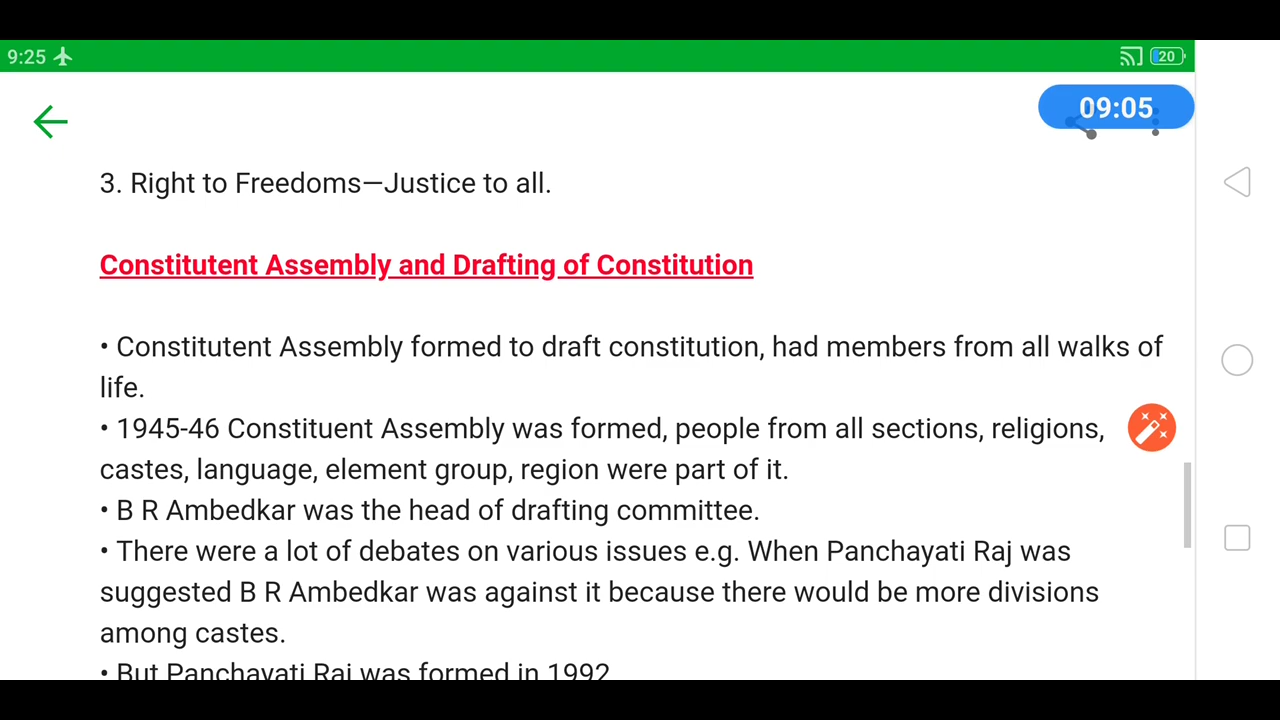 9:25
20
09:05
3. Right to Freedoms—Justice to all.
Constitutent Assembly and Drafting of Constitution
• Constitutent Assembly formed to draft constitution, had members from all walks of
life.
• 1945-46 Constituent Assembly was formed, people from all sections, religions,
castes, language, element group, region were part of it.
• B R Ambedkar was the head of drafting committee.
• There were a lot of debates on various issues e.g. When Panchayati Raj was
suggested B R Ambedkar was against it because there would be more divisions
among castes.
• But Panchayati Raj was formed in 1992